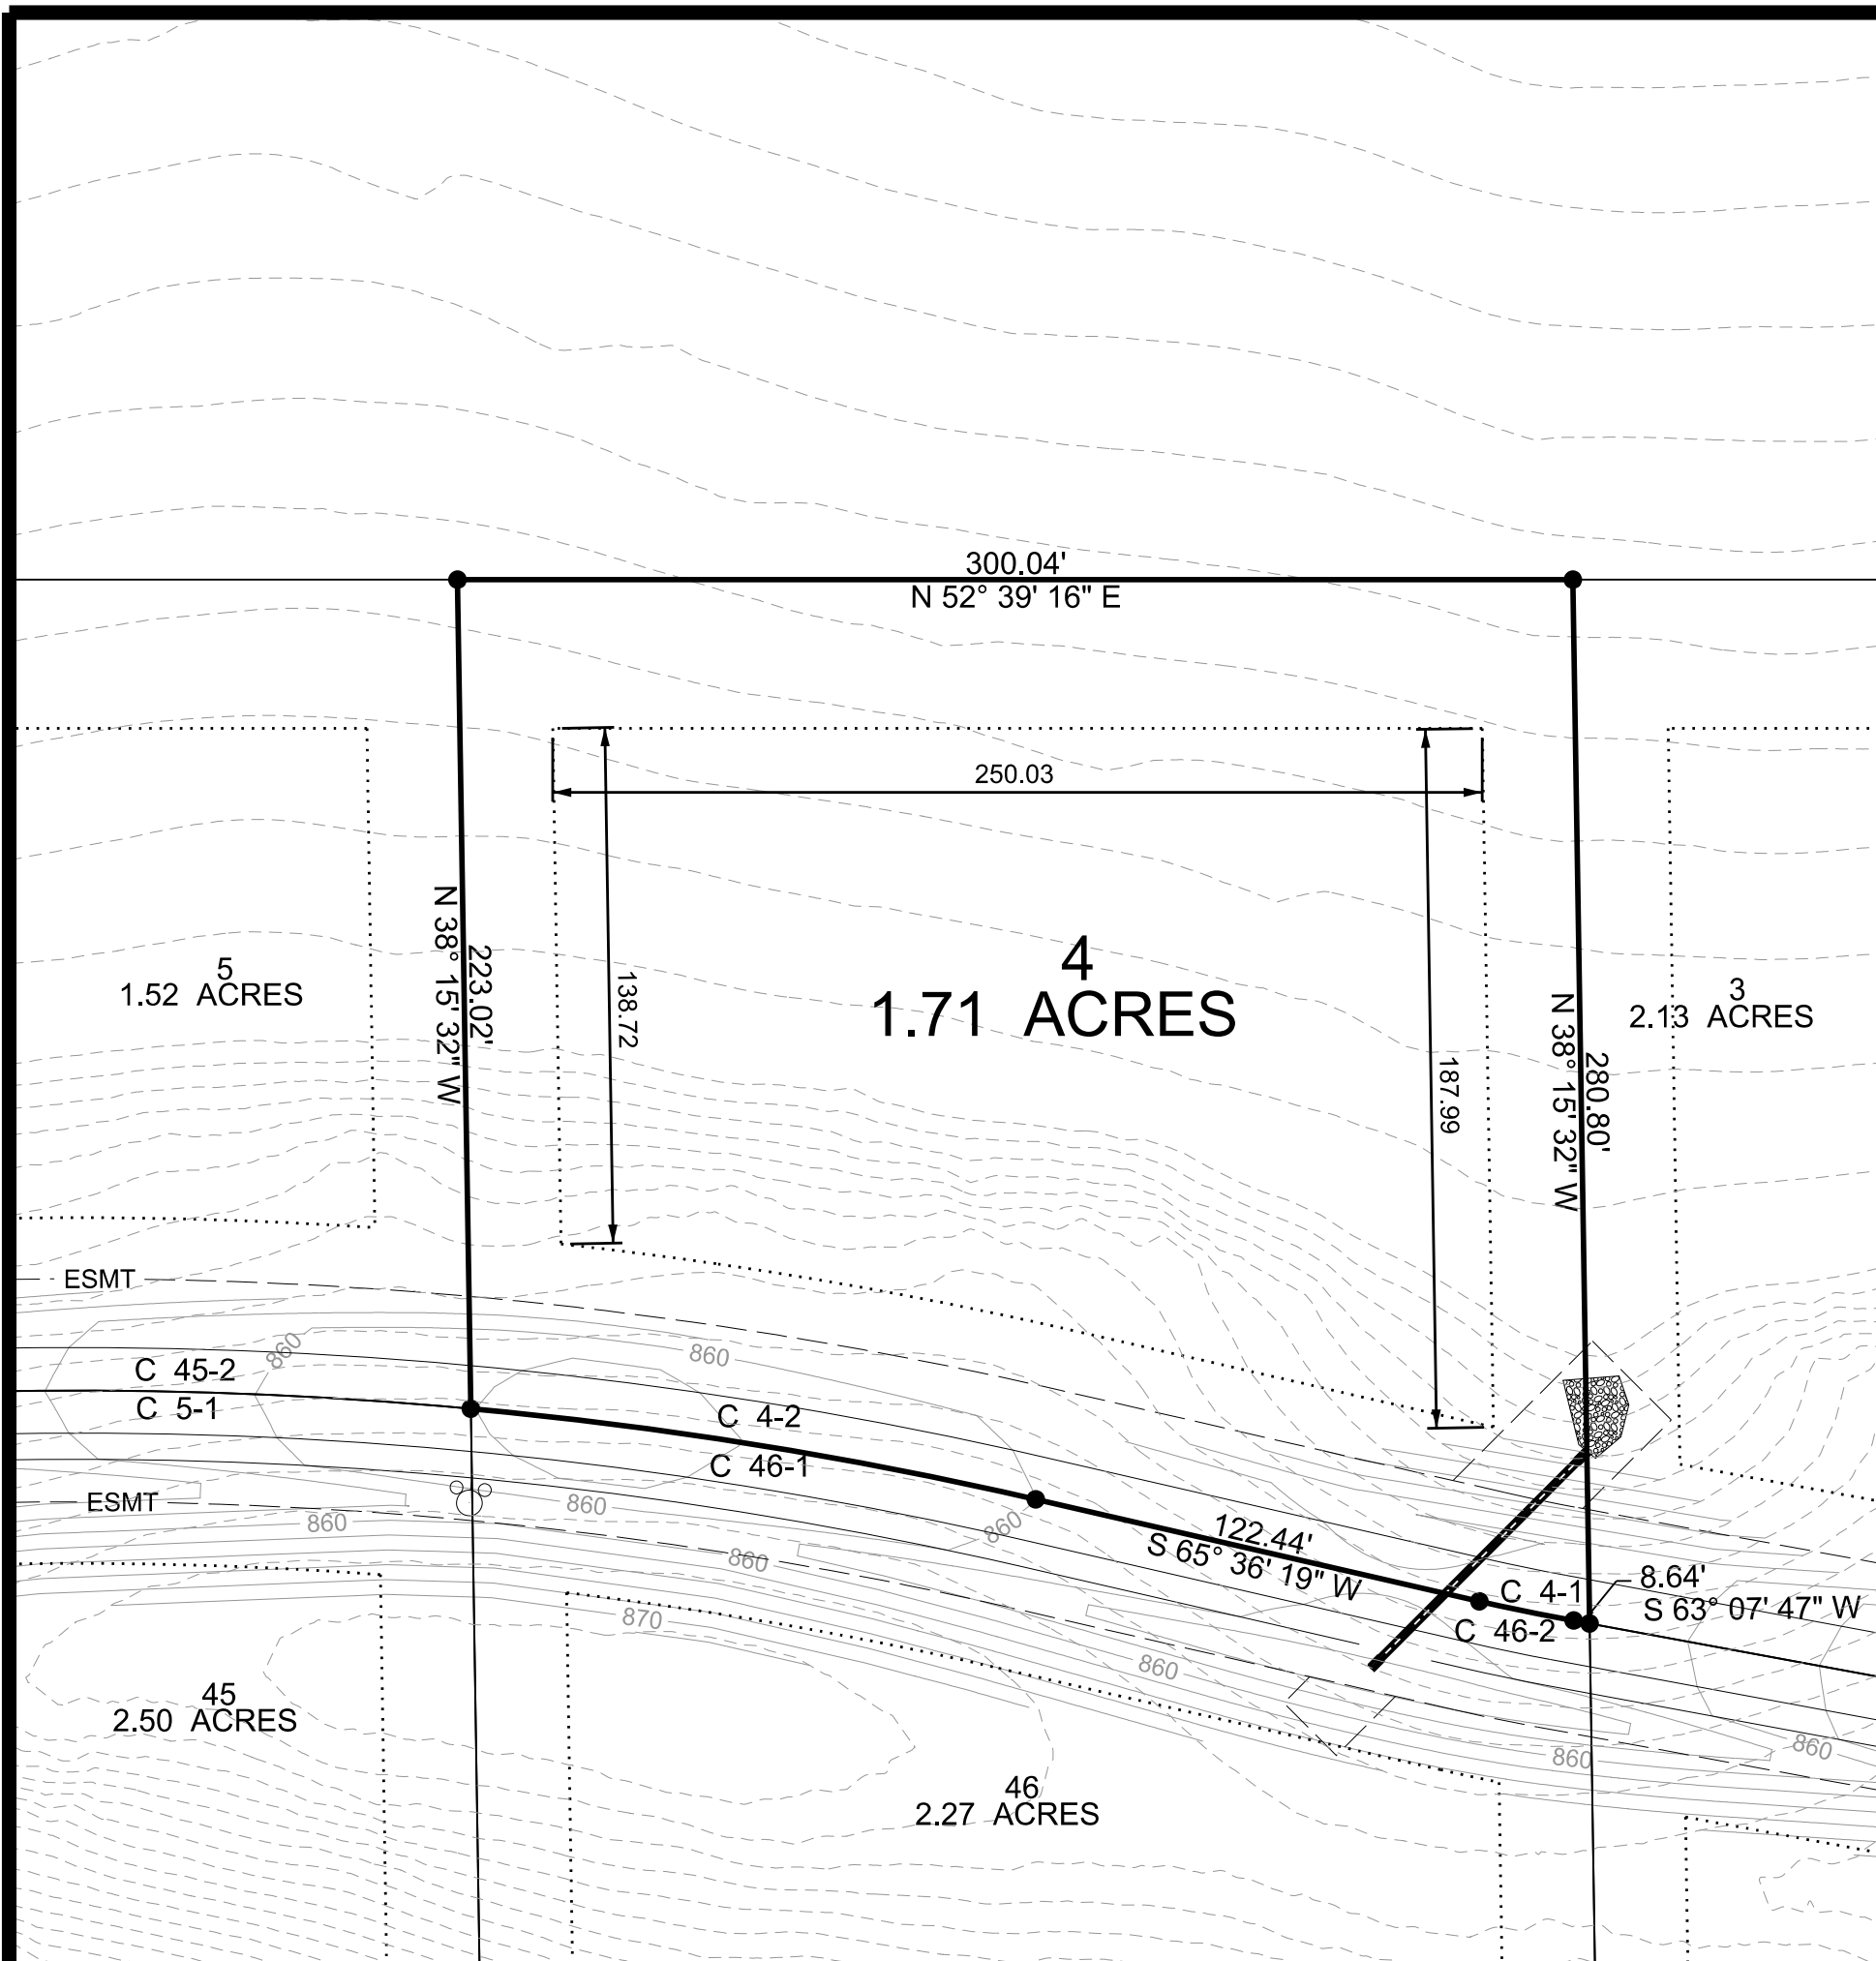 300.04'
N 52° 39' 16" E
250.03
N 38° 15' 32" W
223.02'
138.72
187.99
N 38° 15' 32" W
280.80'
4
1.71 ACRES
5
1.52 ACRES
3
2.13 ACRES
ESMT
860
860
C 45-2
C 5-1
C 4-2
C 46-1
ESMT
860
860
860
860
122.44'
S 65° 36' 19" W
C 4-1
C 46-2
8.64'
S 63° 07' 47" W
870
860
860
860
45
2.50 ACRES
46
2.27 ACRES